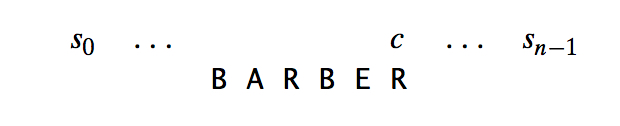 s₀ ... c ... sₙ₋₁
B A R B E R